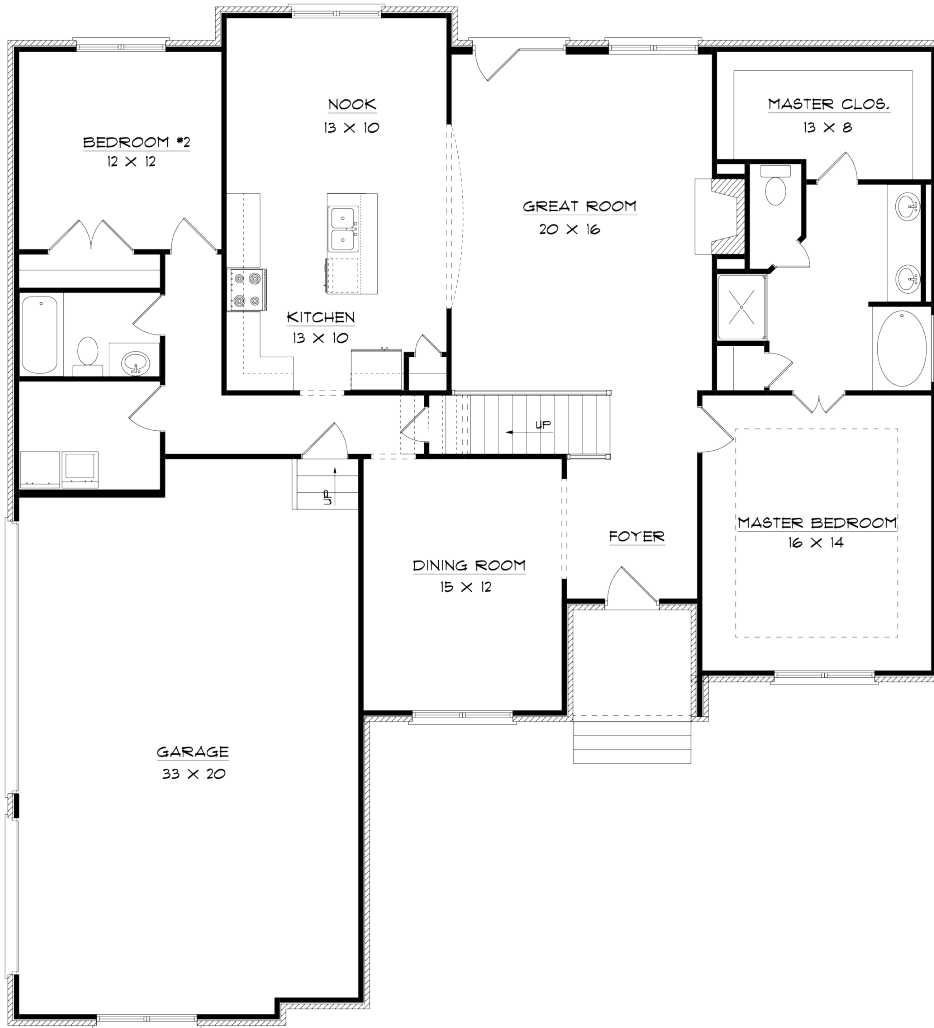 NOOK
13 X 10
MASTER CLOS.
13 X 8
BEDROOM #2
12 X 12
GREAT ROOM
20 X 16
KITCHEN
13 X 10
UP
UP
MASTER BEDROOM
16 X 14
FOYER
DINING ROOM
15 X 12
GARAGE
33 X 20